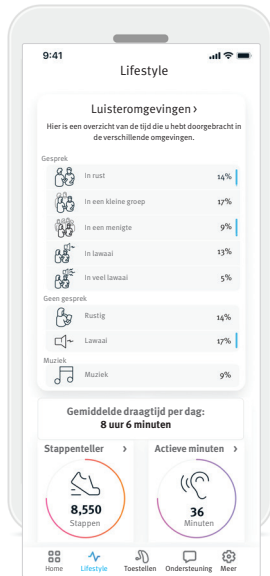 9:41
Lifestyle
Luisteromgevingen ›
Hier is een overzicht van de tijd die u hebt doorgebracht in
de verschillende omgevingen.
Gesprek
In rust 14%
In een kleine groep 17%
In een menigte 9%
In lawaai 13%
In veel lawaai 5%
Geen gesprek
Rustig 14%
Lawaai 17%
Muziek
Muziek 9%
Gemiddelde draagtijd per dag:
8 uur 6 minuten
Stappenteller › Actieve minuten ›
8,550 36
Stappen Minuten
Home Lifestyle Toestellen Ondersteuning Meer